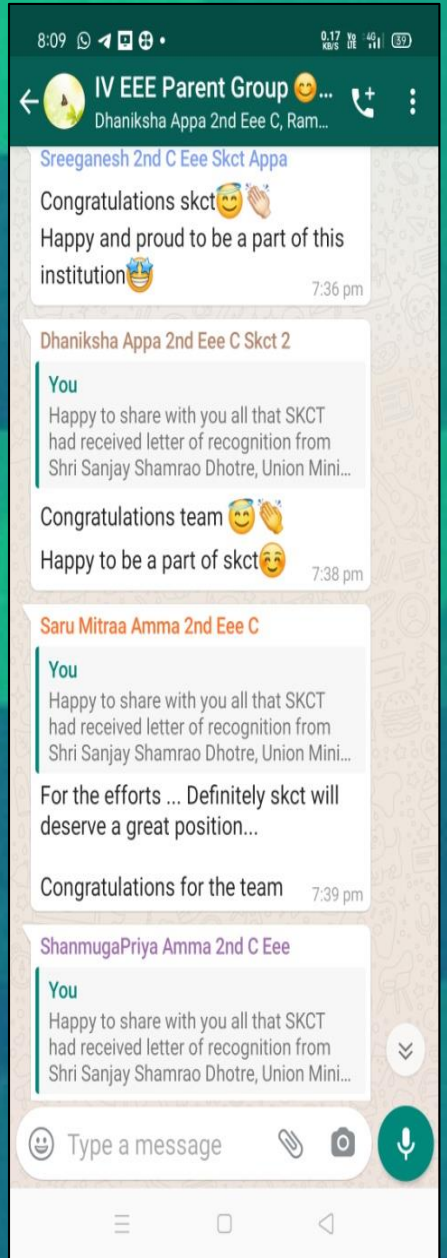 8:09
0.17 KB/S Vo LTE 4G 39
IV EEE Parent Group 😊...
Dhaniksha Appa 2nd Eee C, Ram...
Sreeganesh 2nd C Eee Skct Appa
Congratulations skct😇👏🏻
Happy and proud to be a part of this
institution🤩
7:36 pm
Dhaniksha Appa 2nd Eee C Skct 2
You
Happy to share with you all that SKCT
had received letter of recognition from
Shri Sanjay Shamrao Dhotre, Union Mini...
Congratulations team 😇👏
Happy to be a part of skct☺️
7:38 pm
Saru Mitraa Amma 2nd Eee C
You
Happy to share with you all that SKCT
had received letter of recognition from
Shri Sanjay Shamrao Dhotre, Union Mini...
For the efforts ... Definitely skct will
deserve a great position...
Congratulations for the team
7:39 pm
ShanmugaPriya Amma 2nd C Eee
You
Happy to share with you all that SKCT
had received letter of recognition from
Shri Sanjay Shamrao Dhotre, Union Mini...
Type a message